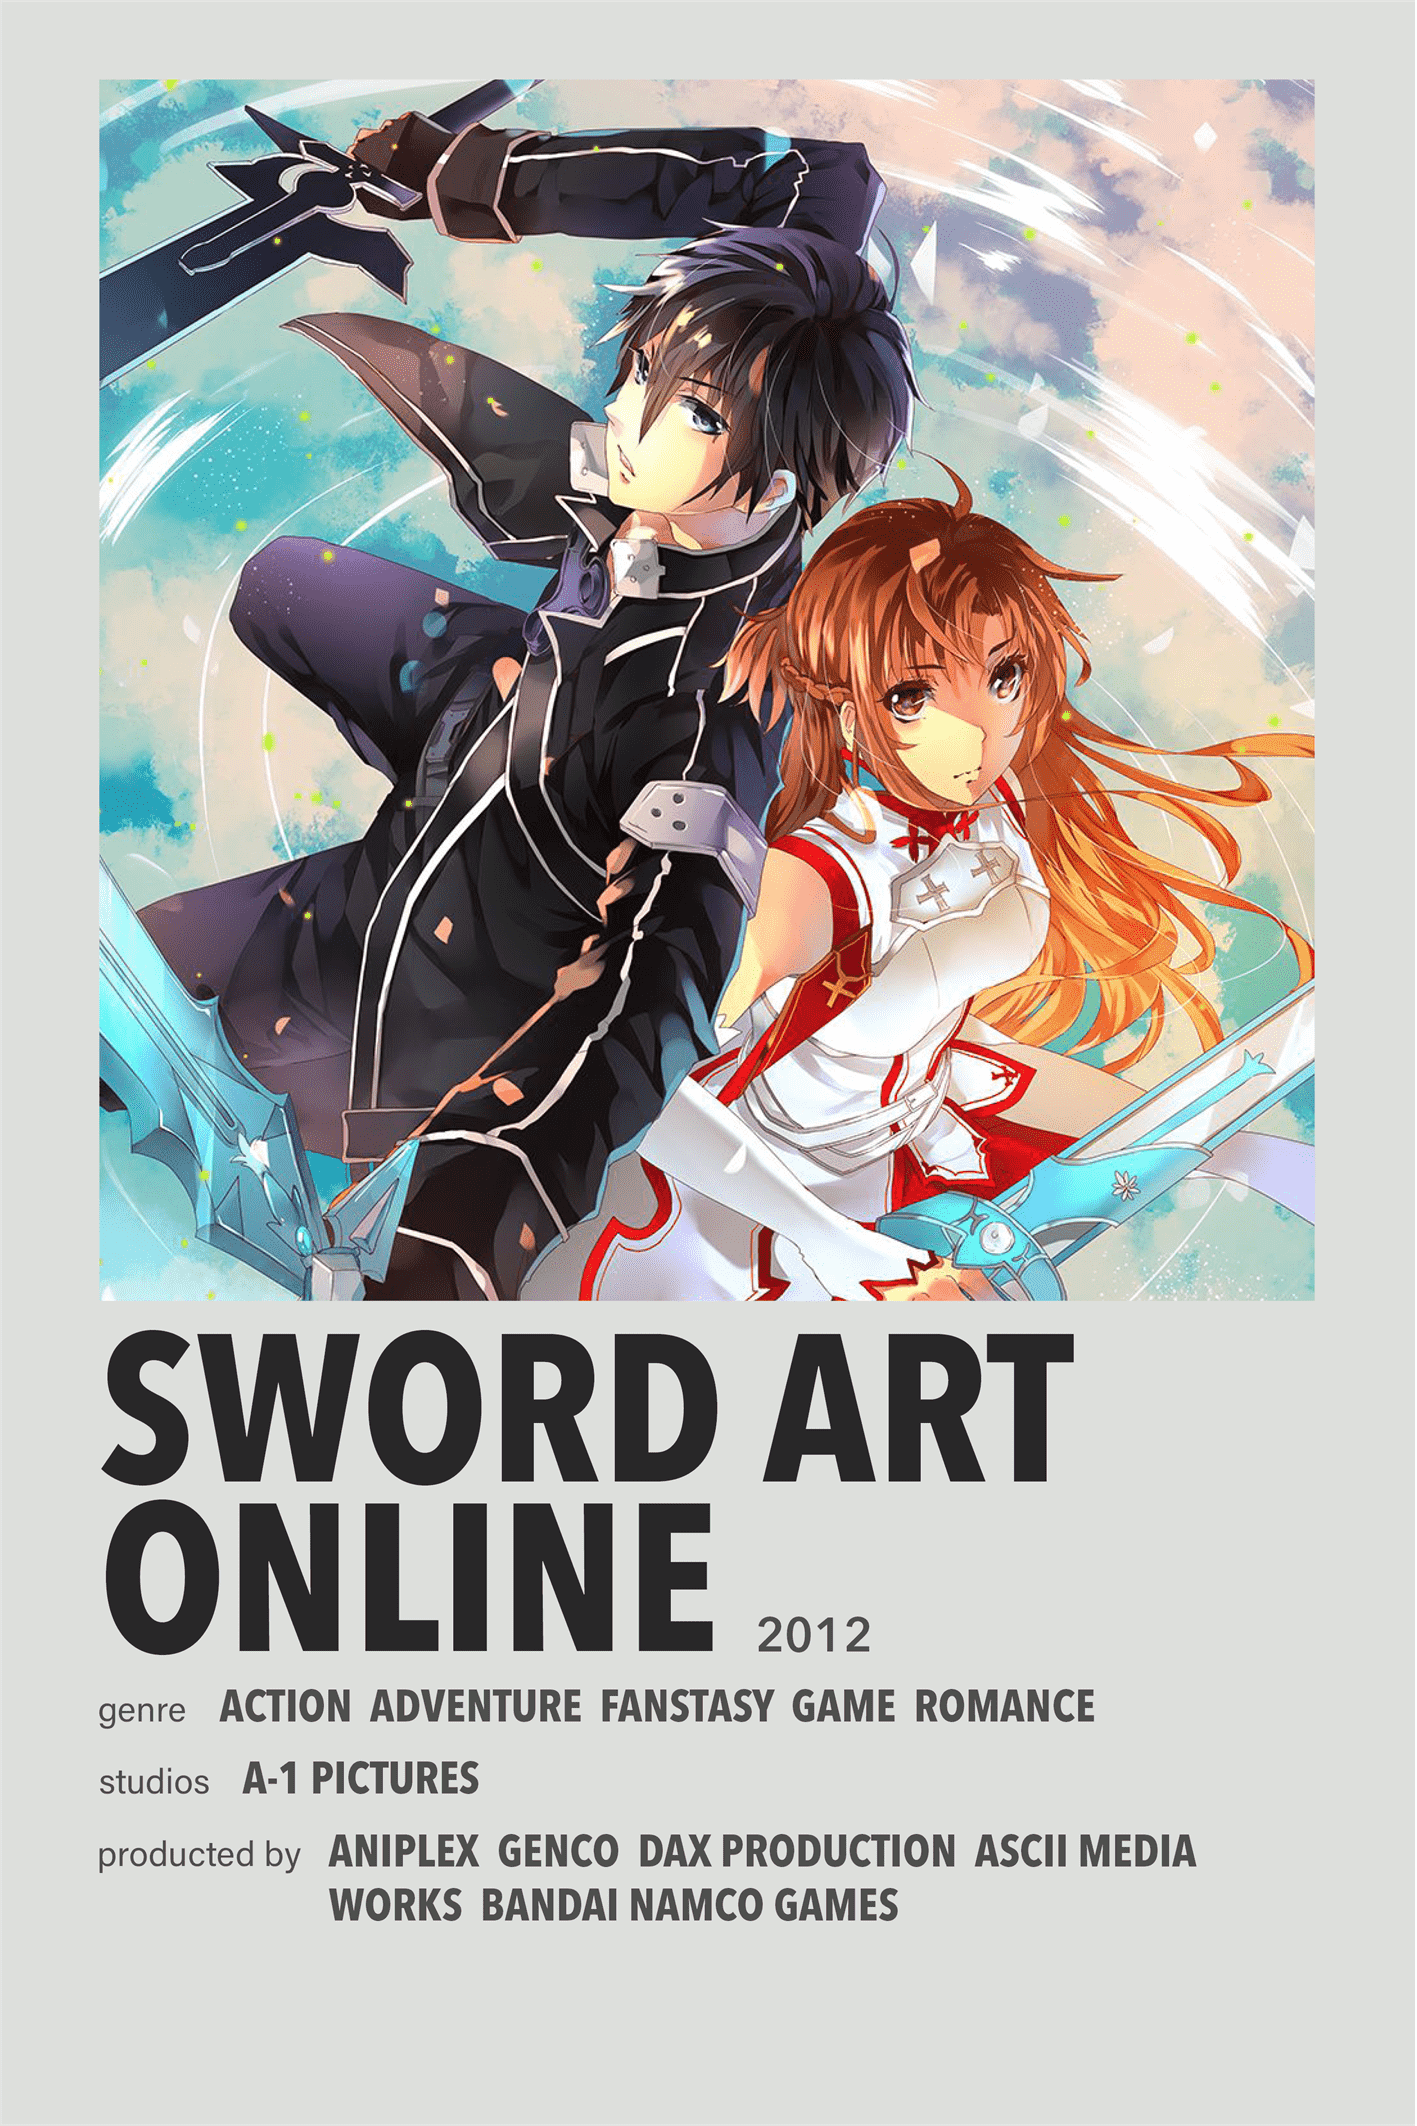 SWORD ART
ONLINE 2012
genre ACTION ADVENTURE FANSTASY GAME ROMANCE
studios A-1 PICTURES
producted by ANIPLEX GENCO DAX PRODUCTION ASCII MEDIA
WORKS BANDAI NAMCO GAMES